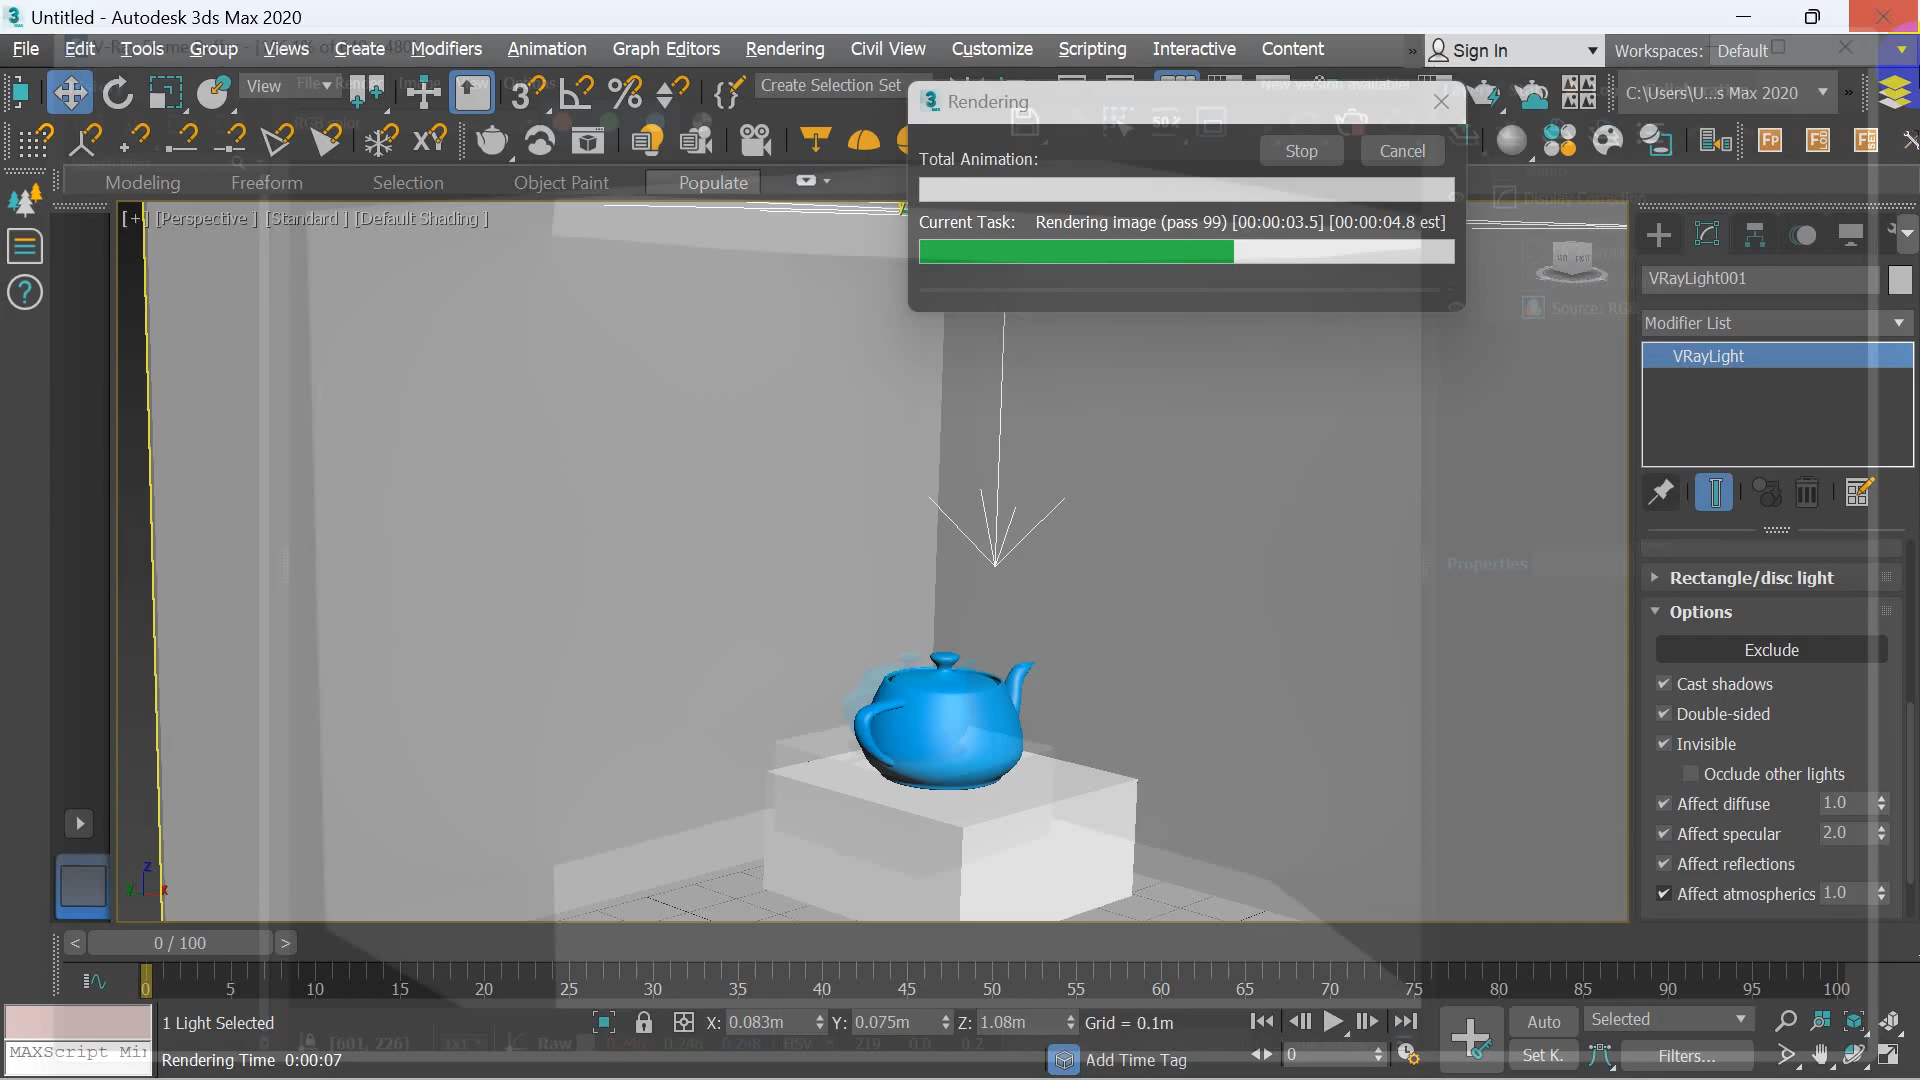 Untitled - Autodesk 3ds Max 2020
File Edit Tools Group Views Create Modifiers Animation Graph Editors Rendering Civil View Customize Scripting Interactive Content » Sign In Workspaces: Default
View Create Selection Set C:\Users\U...s Max 2020 »
Rendering
Total Animation: Stop Cancel
Current Task: Rendering image (pass 99) [00:00:03.5] [00:00:04.8 est]
Modeling Freeform Selection Object Paint Populate
[+] [Perspective ] [Standard ] [Default Shading ]
VRayLight001
Modifier List
VRayLight
Properties
Rectangle/disc light
Options
Exclude
Cast shadows
Double-sided
Invisible
Occlude other lights
Affect diffuse 1.0
Affect specular 2.0
Affect reflections
Affect atmospherics 1.0
z
y x
< 0 / 100 >
0 5 10 15 20 25 30 35 40 45 50 55 60 65 70 75 80 85 90 95 100
1 Light Selected X: 0.083m Y: 0.075m Z: 1.08m Grid = 0.1m Auto Selected
MAXScript Mi Rendering Time 0:00:07 Add Time Tag 0 Set K. Filters...